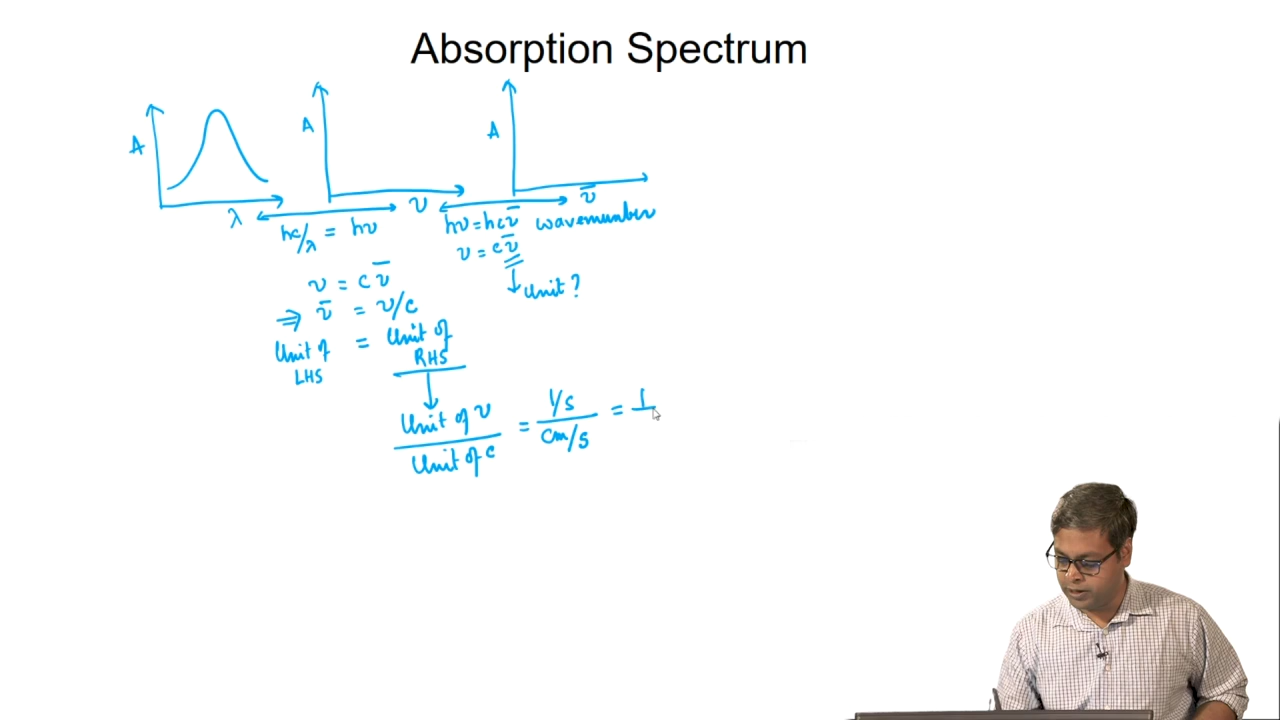 Absorption Spectrum
A
λ
A
ν
A
ν̄
hc/λ = hν
hν = hcν̄ wavenumber
ν = cν̄
Unit?
ν = cν̄
⇒ ν̄ = ν/c
Unit of LHS = Unit of RHS
Unit of ν / Unit of c = 1/s / cm/s = 1